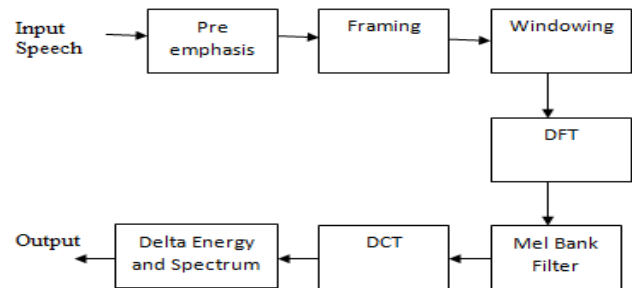 Input
Speech
Pre
emphasis
Framing
Windowing
DFT
Mel Bank
Filter
DCT
Delta Energy
and Spectrum
Output